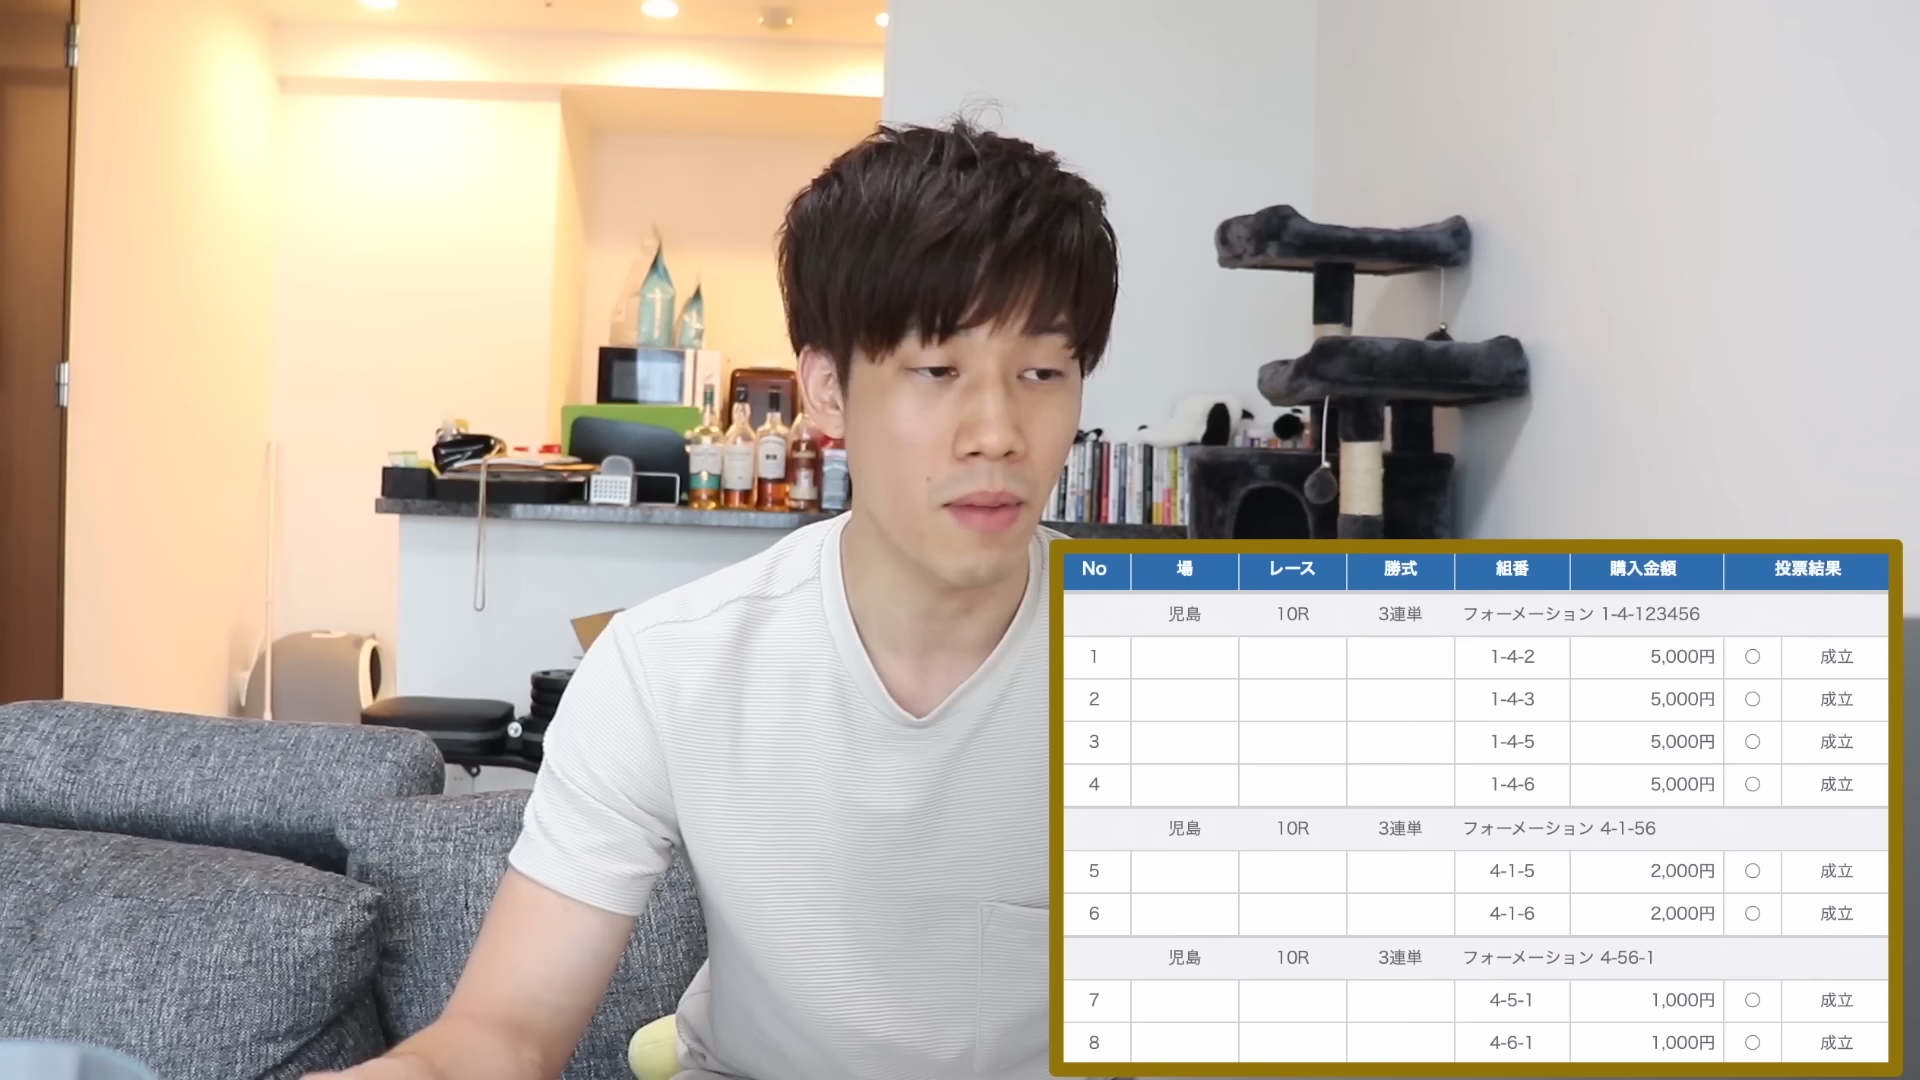 No 場 レース 勝式 組番 購入金額 投票結果
児島 10R 3連単 フォーメーション 1-4-123456
1 1-4-2 5,000円 ○ 成立
2 1-4-3 5,000円 ○ 成立
3 1-4-5 5,000円 ○ 成立
4 1-4-6 5,000円 ○ 成立
児島 10R 3連単 フォーメーション 4-1-56
5 4-1-5 2,000円 ○ 成立
6 4-1-6 2,000円 ○ 成立
児島 10R 3連単 フォーメーション 4-56-1
7 4-5-1 1,000円 ○ 成立
8 4-6-1 1,000円 ○ 成立